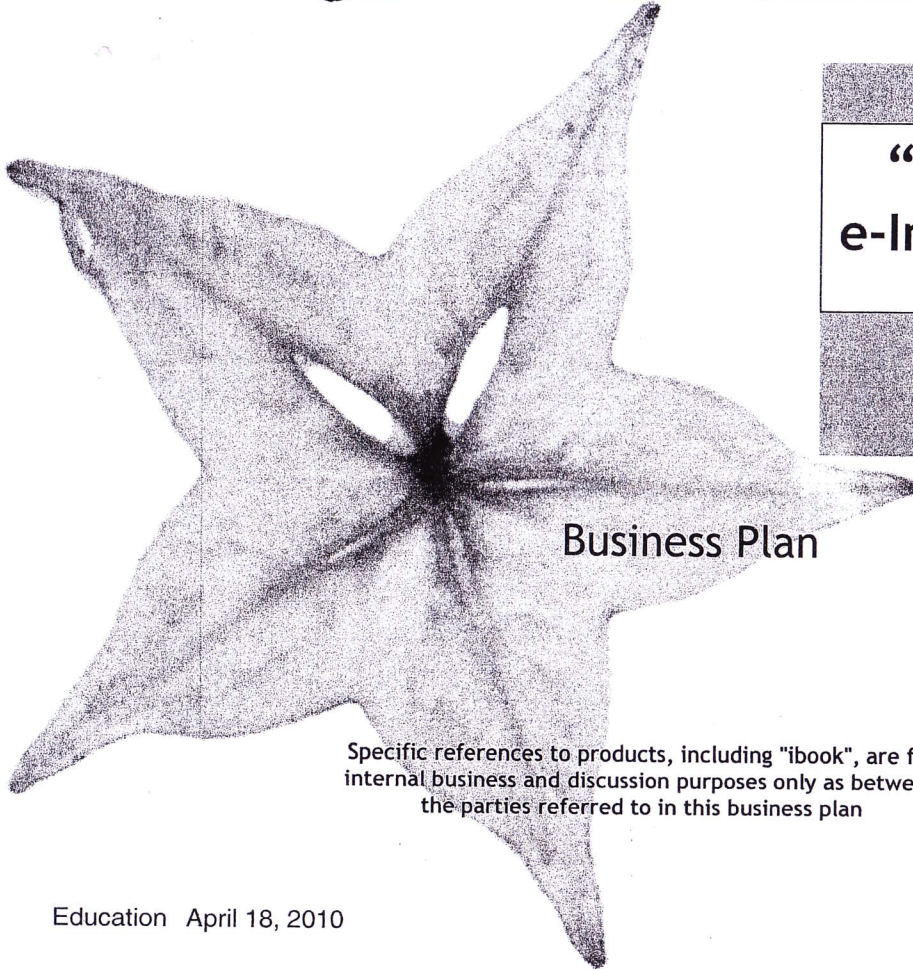 “
e-I
Business Plan
Specific references to products, including "ibook", are f
internal business and discussion purposes only as betwe
the parties referred to in this business plan
Education April 18, 2010